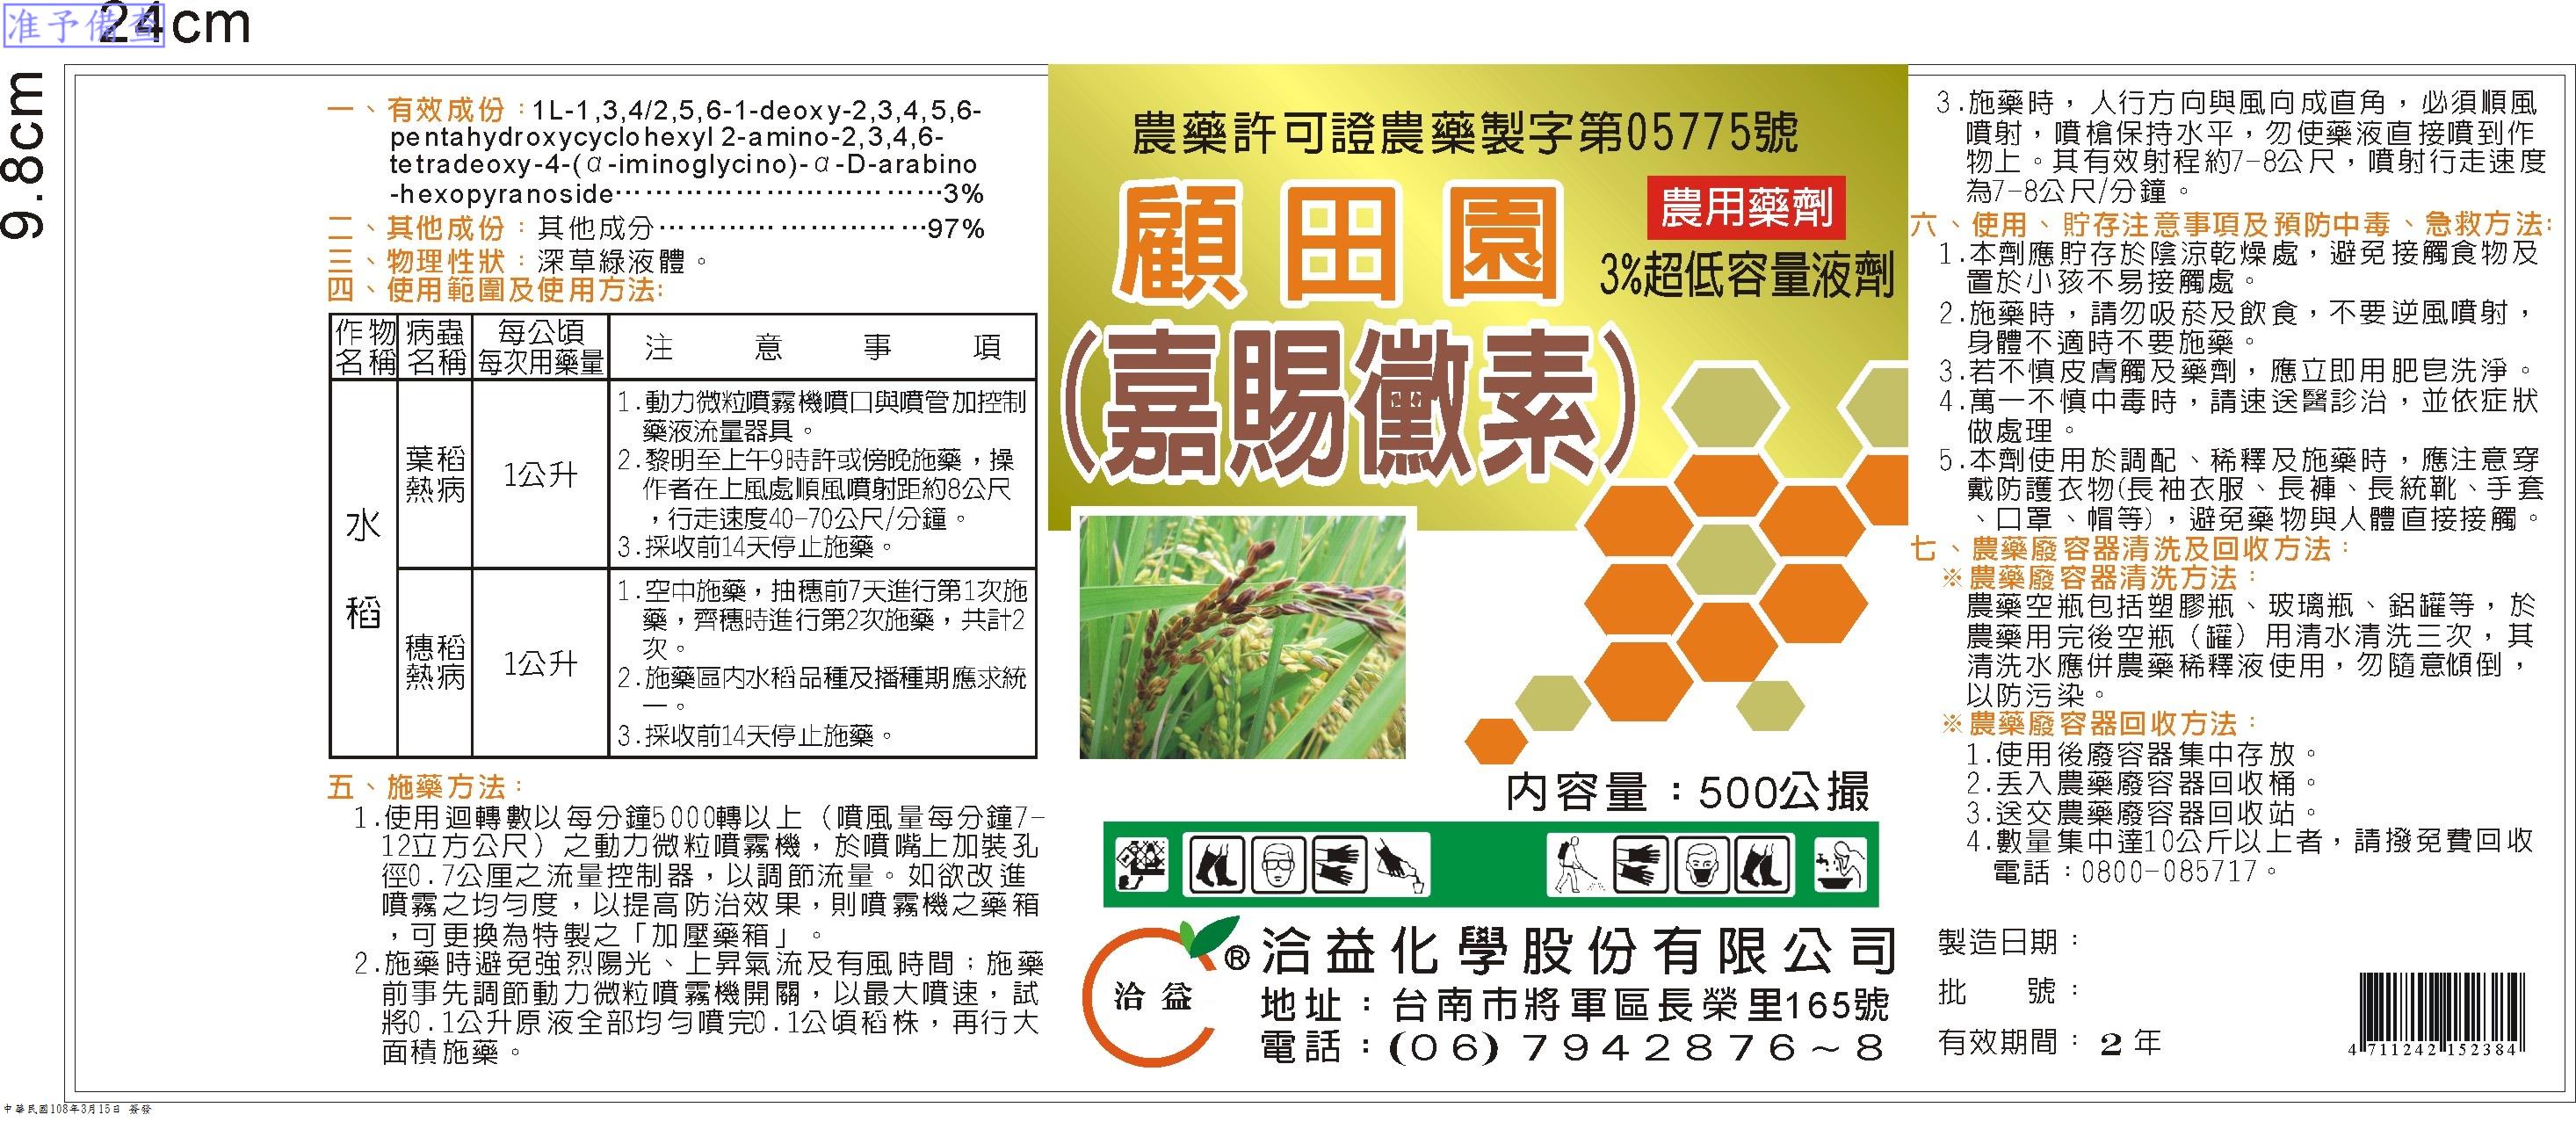 准予備查
24cm
9.8cm
一、有效成份：1L-1,3,4/2,5,6-1-deoxy-2,3,4,5,6-
pentahydroxycyclohexyl 2-amino-2,3,4,6-
tetradeoxy-4-(α-iminoglycino)-α-D-arabino
-hexopyranoside⋯⋯⋯⋯⋯⋯⋯⋯⋯⋯3%
二、其他成份：其他成分⋯⋯⋯⋯⋯⋯⋯⋯97%
三、物理性狀：深草綠液體。
四、使用範圍及使用方法:
作物名稱 病蟲名稱 每公頃每次用藥量 注意事項
水稻
葉稻熱病
1公升
1.動力微粒噴霧機噴口與噴管加控制
藥液流量器具。
2.黎明至上午9時許或傍晚施藥，操
作者在上風處順風噴射距約8公尺
，行走速度40-70公尺/分鐘。
3.採收前14天停止施藥。
穗稻熱病
1公升
1.空中施藥，抽穗前7天進行第1次施
藥，齊穗時進行第2次施藥，共計2
次。
2.施藥區內水稻品種及播種期應求統
一。
3.採收前14天停止施藥。
五、施藥方法：
1.使用迴轉數以每分鐘5000轉以上（噴風量每分鐘7-
12立方公尺）之動力微粒噴霧機，於噴嘴上加裝孔
徑0.7公厘之流量控制器，以調節流量。如欲改進
噴霧之均勻度，以提高防治效果，則噴霧機之藥箱
，可更換為特製之「加壓藥箱」。
2.施藥時避免強烈陽光、上昇氣流及有風時間；施藥
前事先調節動力微粒噴霧機開關，以最大噴速，試
將0.1公升原液全部均勻噴完0.1公頃稻株，再行大
面積施藥。
農藥許可證農藥製字第05775號
顧田園
農用藥劑
3%超低容量液劑
(嘉賜黴素)
內容量：500公撮
洽益
®
洽益化學股份有限公司
地址：台南市將軍區長榮里165號
電話：(06)7942876~8
3.施藥時，人行方向與風向成直角，必須順風
噴射，噴槍保持水平，勿使藥液直接噴到作
物上。其有效射程約7-8公尺，噴射行走速度
為7-8公尺/分鐘。
六、使用、貯存注意事項及預防中毒、急救方法:
1.本劑應貯存於陰涼乾燥處，避免接觸食物及
置於小孩不易接觸處。
2.施藥時，請勿吸菸及飲食，不要逆風噴射，
身體不適時不要施藥。
3.若不慎皮膚觸及藥劑，應立即用肥皂洗淨。
4.萬一不慎中毒時，請速送醫診治，並依症狀
做處理。
5.本劑使用於調配、稀釋及施藥時，應注意穿
戴防護衣物(長袖衣服、長褲、長統靴、手套
、口罩、帽等)，避免藥物與人體直接接觸。
七、農藥廢容器清洗及回收方法：
※農藥廢容器清洗方法：
農藥空瓶包括塑膠瓶、玻璃瓶、鋁罐等，於
農藥用完後空瓶（罐）用清水清洗三次，其
清洗水應併農藥稀釋液使用，勿隨意傾倒，
以防污染。
※農藥廢容器回收方法：
1.使用後廢容器集中存放。
2.丟入農藥廢容器回收桶。
3.送交農藥廢容器回收站。
4.數量集中達10公斤以上者，請撥免費回收
電話：0800-085717。
製造日期：
批　　號：
有效期間：2年
4 711242 152384
中華民國108年3月15日 簽發